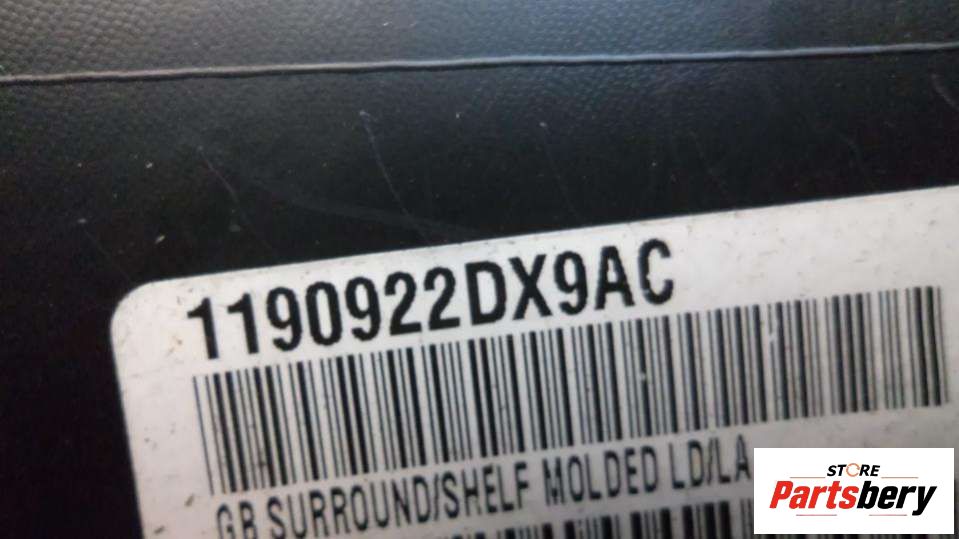 1190922DX9AC
GB SURROUND/SHELF MOLDED LD/LA
STORE
Partsbery